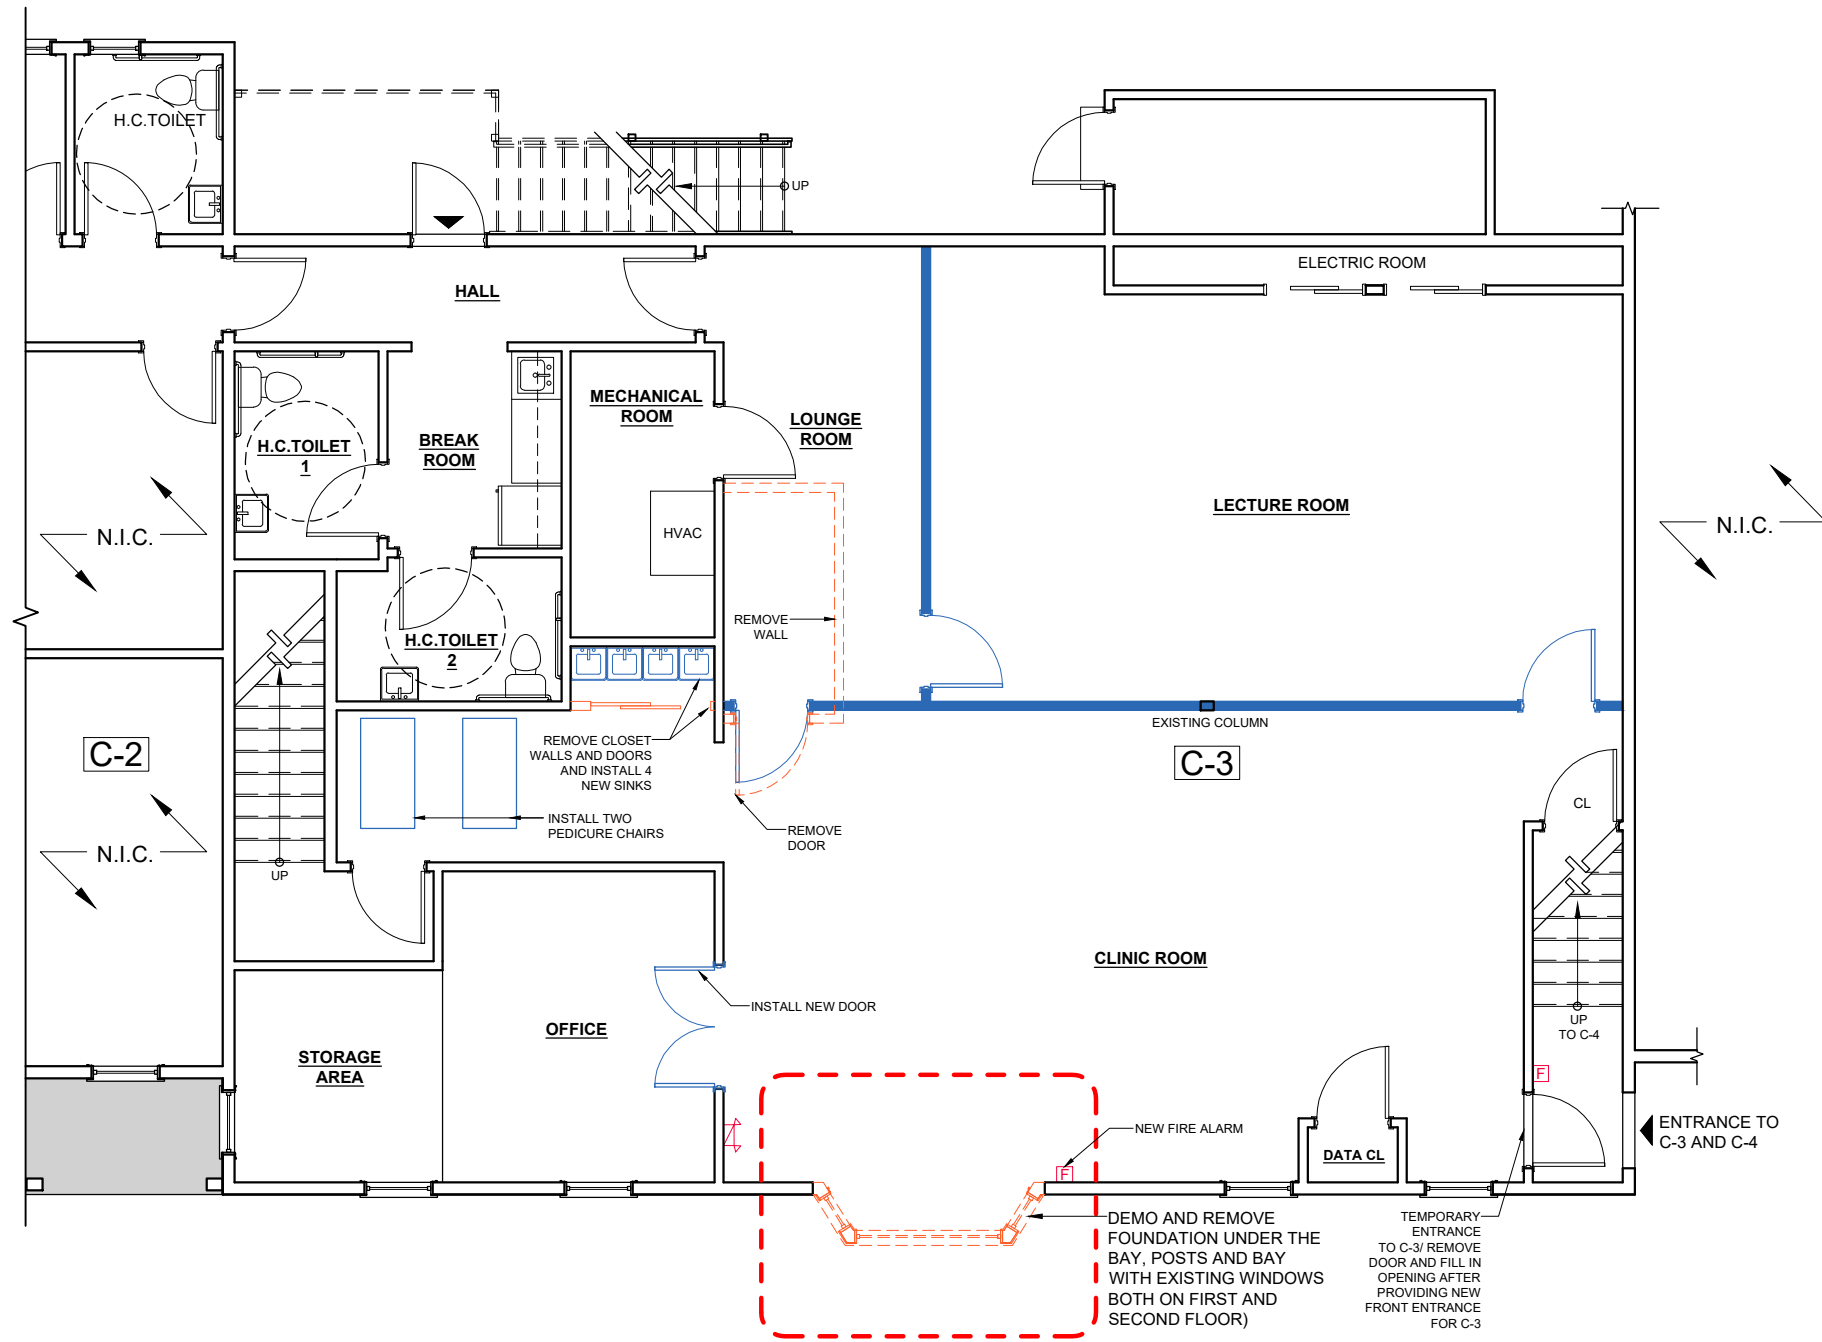 H.C.TOILET
UP
ELECTRIC ROOM
HALL
MECHANICAL
ROOM
LOUNGE
ROOM
H.C.TOILET
1
BREAK
ROOM
LECTURE ROOM
N.I.C.
HVAC
N.I.C.
REMOVE
WALL
H.C.TOILET
2
EXISTING COLUMN
C-2
REMOVE CLOSET
WALLS AND DOORS
AND INSTALL 4
NEW SINKS
C-3
CL
INSTALL TWO
PEDICURE CHAIRS
REMOVE
DOOR
N.I.C.
UP
CLINIC ROOM
INSTALL NEW DOOR
OFFICE
UP
TO C-4
STORAGE
AREA
F
NEW FIRE ALARM
ENTRANCE TO
C-3 AND C-4
DATA CL
F
DEMO AND REMOVE
FOUNDATION UNDER THE
BAY, POSTS AND BAY
WITH EXISTING WINDOWS
BOTH ON FIRST AND
SECOND FLOOR)
TEMPORARY
ENTRANCE
TO C-3/ REMOVE
DOOR AND FILL IN
OPENING AFTER
PROVIDING NEW
FRONT ENTRANCE
FOR C-3